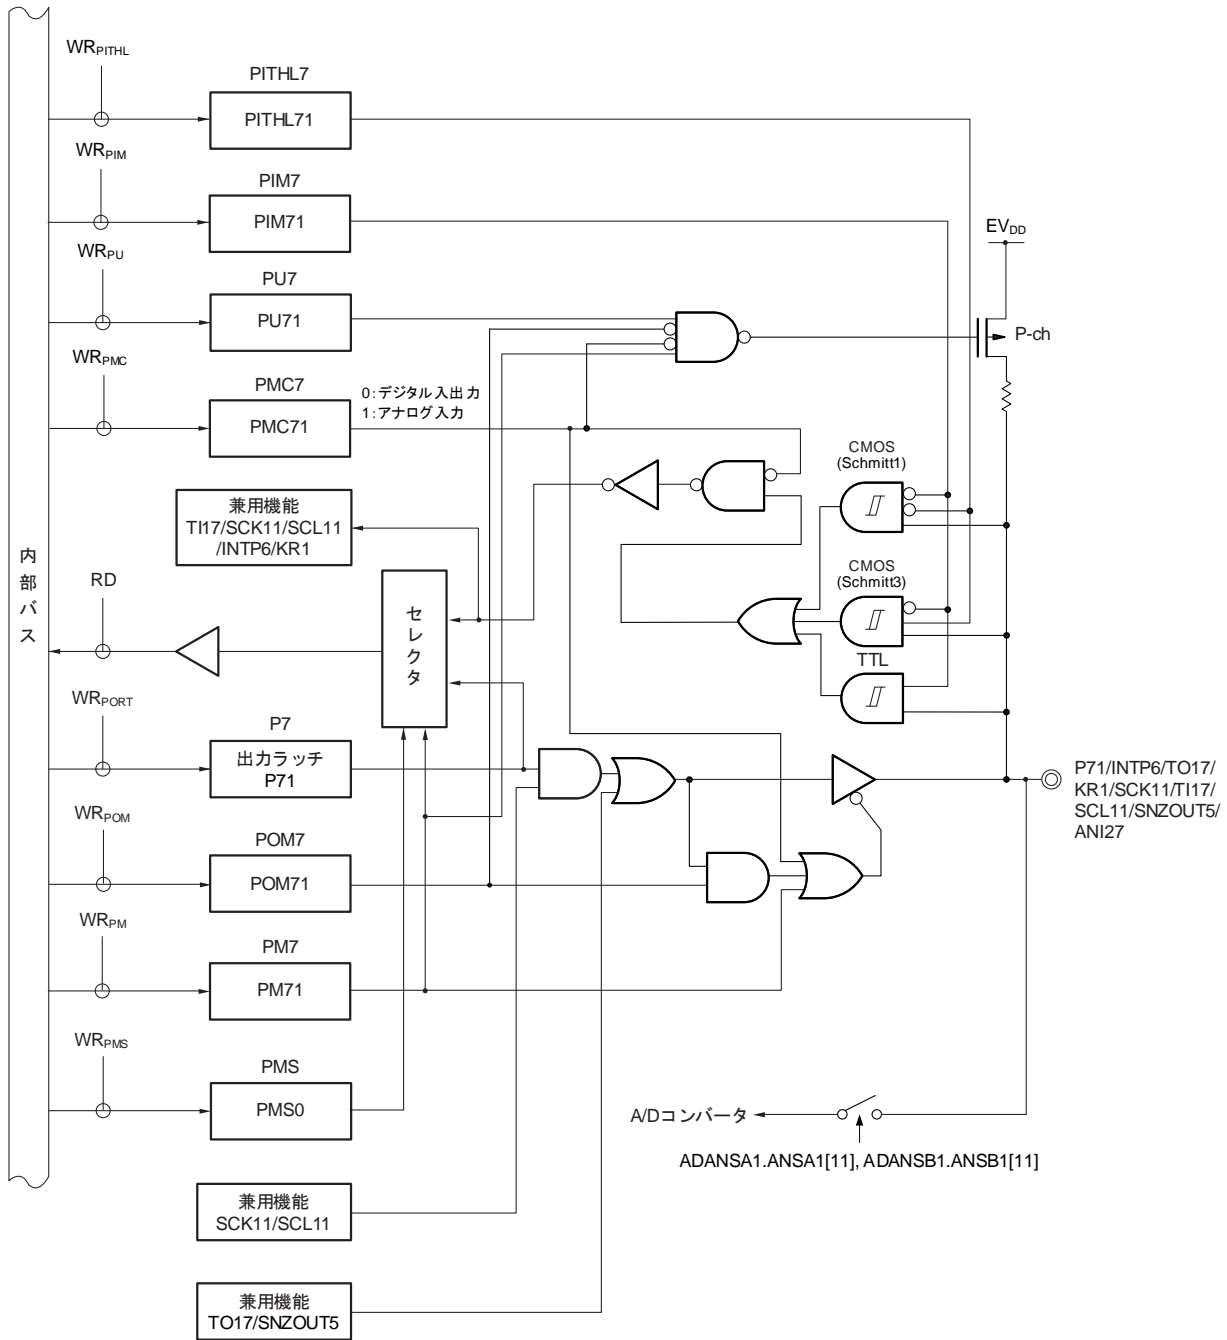 WRPITHL
PITHL7
PITHL71
WRPIM
PIM7
PIM71
EVDD
WRPU
PU7
PU71
P-ch
WRPMC
PMC7
0:デジタル入出力
1:アナログ入力
PMC71
CMOS
(Schmitt1)
兼用機能
TI17/SCK11/SCL11
/INTP6/KR1
内部バス
RD
セレクタ
CMOS
(Schmitt3)
TTL
WRPORT
P7
出力ラッチ
P71
P71/INTP6/TO17/
KR1/SCK11/TI17/
SCL11/SNZOUT5/
ANI27
WRPOM
POM7
POM71
WRPM
PM7
PM71
WRPMS
PMS
PMS0
A/Dコンバータ
ADANSA1.ANSA1[11], ADANSB1.ANSB1[11]
兼用機能
SCK11/SCL11
兼用機能
TO17/SNZOUT5